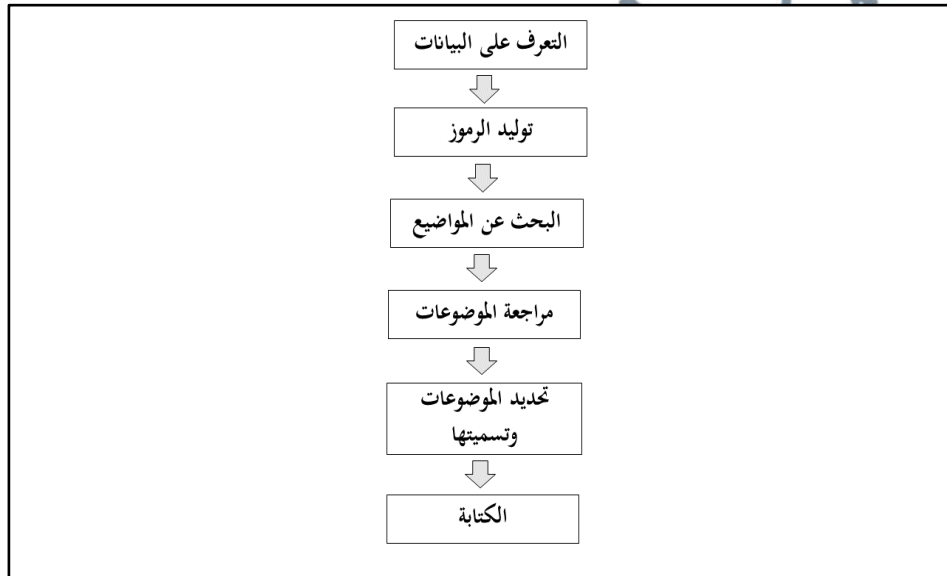 التعرف على البيانات
توليد الرموز
البحث عن المواضيع
مراجعة الموضوعات
تحديد الموضوعات
وتسميتها
الكتابة